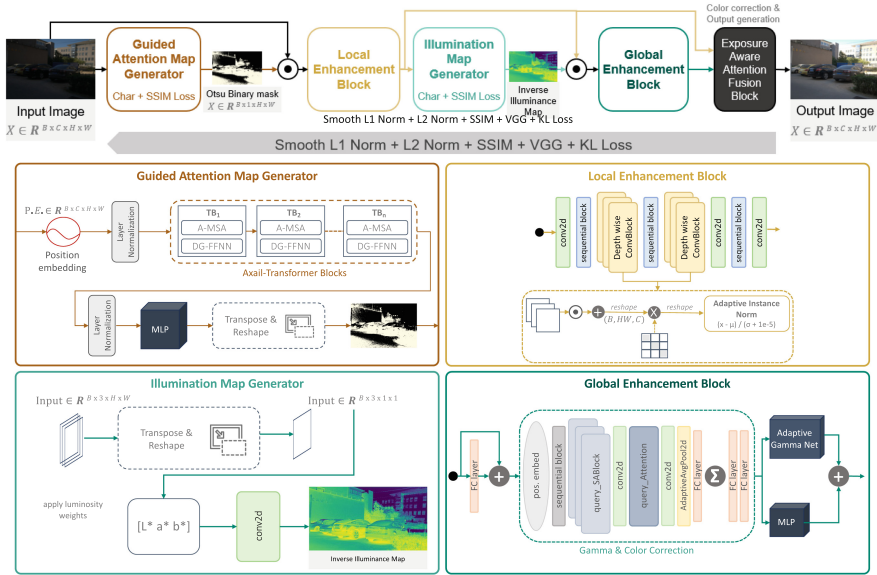 Color correction &
Output generation
Guided
Attention Map
Generator
Char + SSIM Loss
Otsu Binary mask
X ∈ R^{B x 1 x H x W}
Local
Enhancement
Block
Illumination
Map
Generator
Char + SSIM Loss
Inverse
Illuminance
Map
Global
Enhancement
Block
Exposure
Aware
Attention
Fusion
Block
Input Image
X ∈ R^{B x C x H x W}
Output Image
X ∈ R^{B x C x H x W}
Smooth L1 Norm + L2 Norm + SSIM + VGG + KL Loss
Smooth L1 Norm + L2 Norm + SSIM + VGG + KL Loss
Guided Attention Map Generator
P.E. ∈ R^{B x C x H x W}
Position
embedding
Layer
Normalization
TB₁
A-MSA
DG-FFNN
TB₂
A-MSA
DG-FFNN
TBₙ
A-MSA
DG-FFNN
Axail-Transformer Blocks
Layer
Normalization
MLP
Transpose &
Reshape
Local Enhancement Block
conv2d
sequential block
Depth wise
ConvBlock
sequential block
Depth wise
ConvBlock
conv2d
sequential block
conv2d
reshape
(B, HW, C)
reshape
Adaptive Instance
Norm
(x - μ) / (σ + 1e-5)
Illumination Map Generator
Input ∈ R^{B x 3 x H x W}
Input ∈ R^{B x 3 x 1 x 1}
Transpose &
Reshape
apply luminosity
weights
[L* a* b*]
conv2d
Inverse Illuminance Map
Global Enhancement Block
FC layer
pos. embed
sequential block
query_SABlock
conv2d
query_Attention
conv2d
AdaptiveAvgPool2d
FC layer
Σ
FC layer
FC layer
Adaptive
Gamma Net
MLP
Gamma & Color Correction